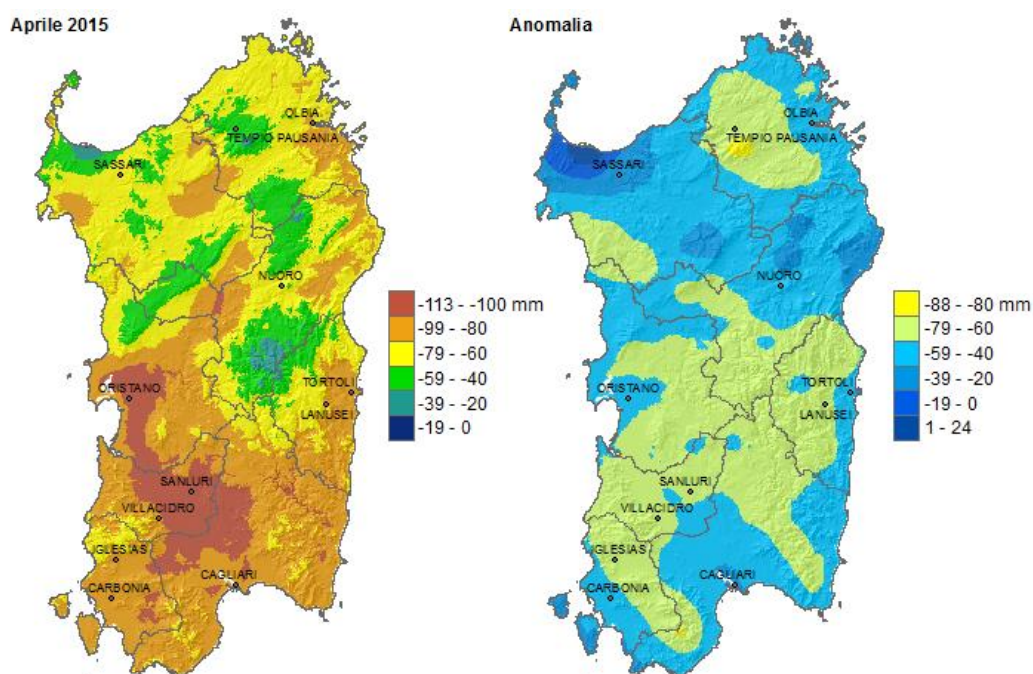 Aprile 2015
OLBIA
TEMPIO PAUSANIA
SASSARI
NUORO
ORISTANO
TORTOLI
LANUSEI
SANLURI
VILLACIDRO
IGLESIAS
CARBONIA
CAGLIARI
-113 - -100 mm
-99 - -80
-79 - -60
-59 - -40
-39 - -20
-19 - 0
Anomalia
OLBIA
TEMPIO PAUSANIA
SASSARI
NUORO
ORISTANO
TORTOLI
LANUSEI
SANLURI
VILLACIDRO
IGLESIAS
CARBONIA
CAGLIARI
-88 - -80 mm
-79 - -60
-59 - -40
-39 - -20
-19 - 0
1 - 24